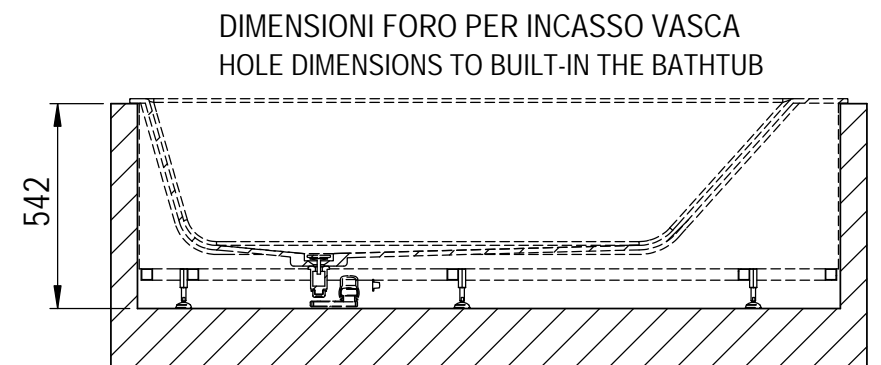 DIMENSIONI FORO PER INCASSO VASCA
HOLE DIMENSIONS TO BUILT-IN THE BATHTUB
542